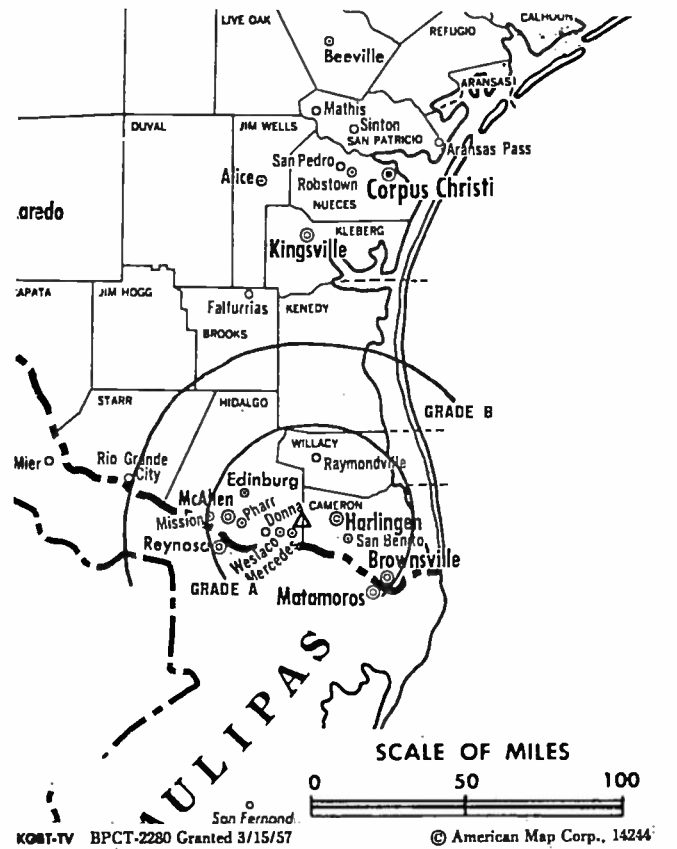 LIVE OAK
CALHOUN
REFUGIO
Beeville
ARANSAS
Mathis
DUVAL
JIM WELLS
Sinton
SAN PATRICIO
Aransas Pass
San Pedro
Alice
Robstown
Corpus Christi
NUECES
.aredo
KLEBERG
Kingsville
APATA
JIM HOGG
Falfurrias
KENEDY
BROOKS
STARR
HIDALGO
GRADE B
WILLACY
Mier
Rio Grande
City
Raymondville
Edinburg
McAllen
Pharr
CAMERON
Mission
Donna
Harlingen
San Benito
Reynosa
Weslaco
Mercedes
Brownsville
GRADE A
Matamoros
AULIPAS
SCALE OF MILES
0 50 100
San Fernand
KGBT-TV BPCT-2280 Granted 3/15/57
© American Map Corp., 14244